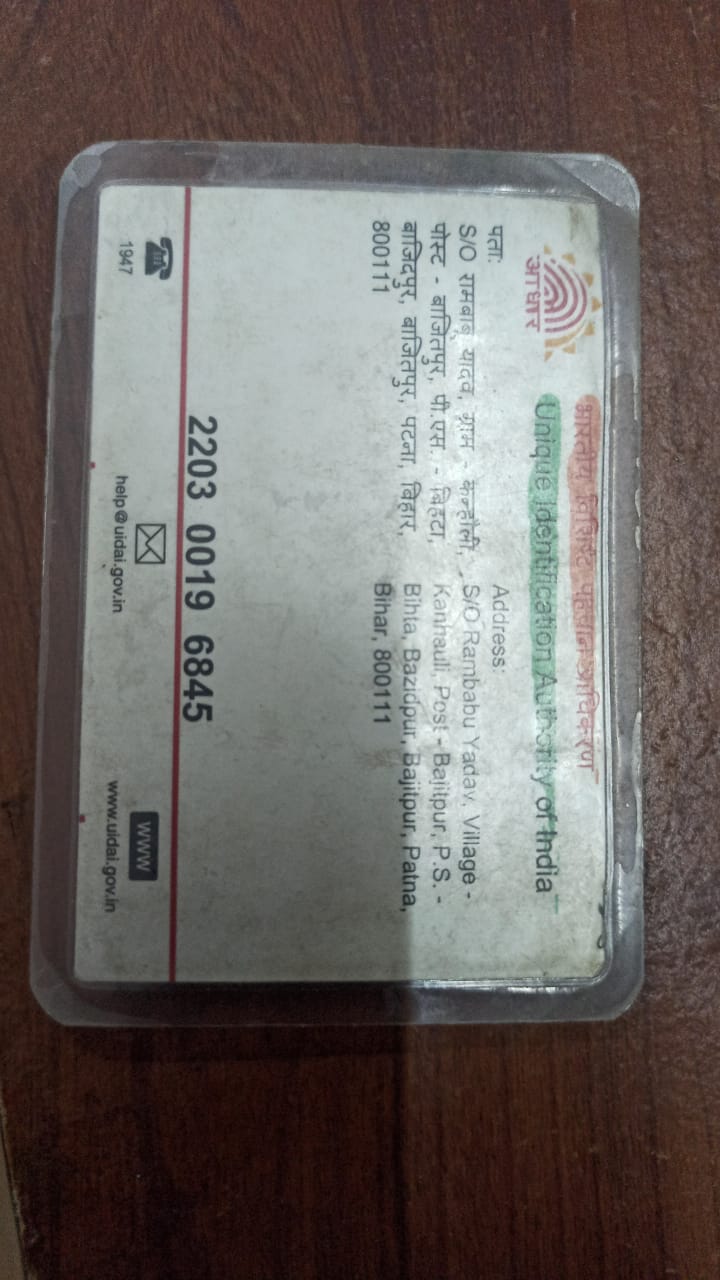 आधार
भारतीय विशिष्ट पहचान प्राधिकरण
Unique Identification Authority of India
पता:
S/O रामबाबू यादव, ग्राम - कन्हौली,
पोस्ट - बाजितपुर, पी.एस. - बिहटा,
बाजिदपुर, बाजितपुर, पटना, बिहार,
800111
Address:
S/O Rambabu Yadav, Village -
Kanhauli, Post - Bajitpur, P.S. -
Bihta, Bazidpur, Bajitpur, Patna,
Bihar, 800111
2203 0019 6845
1947
help@uidai.gov.in
www
www.uidai.gov.in